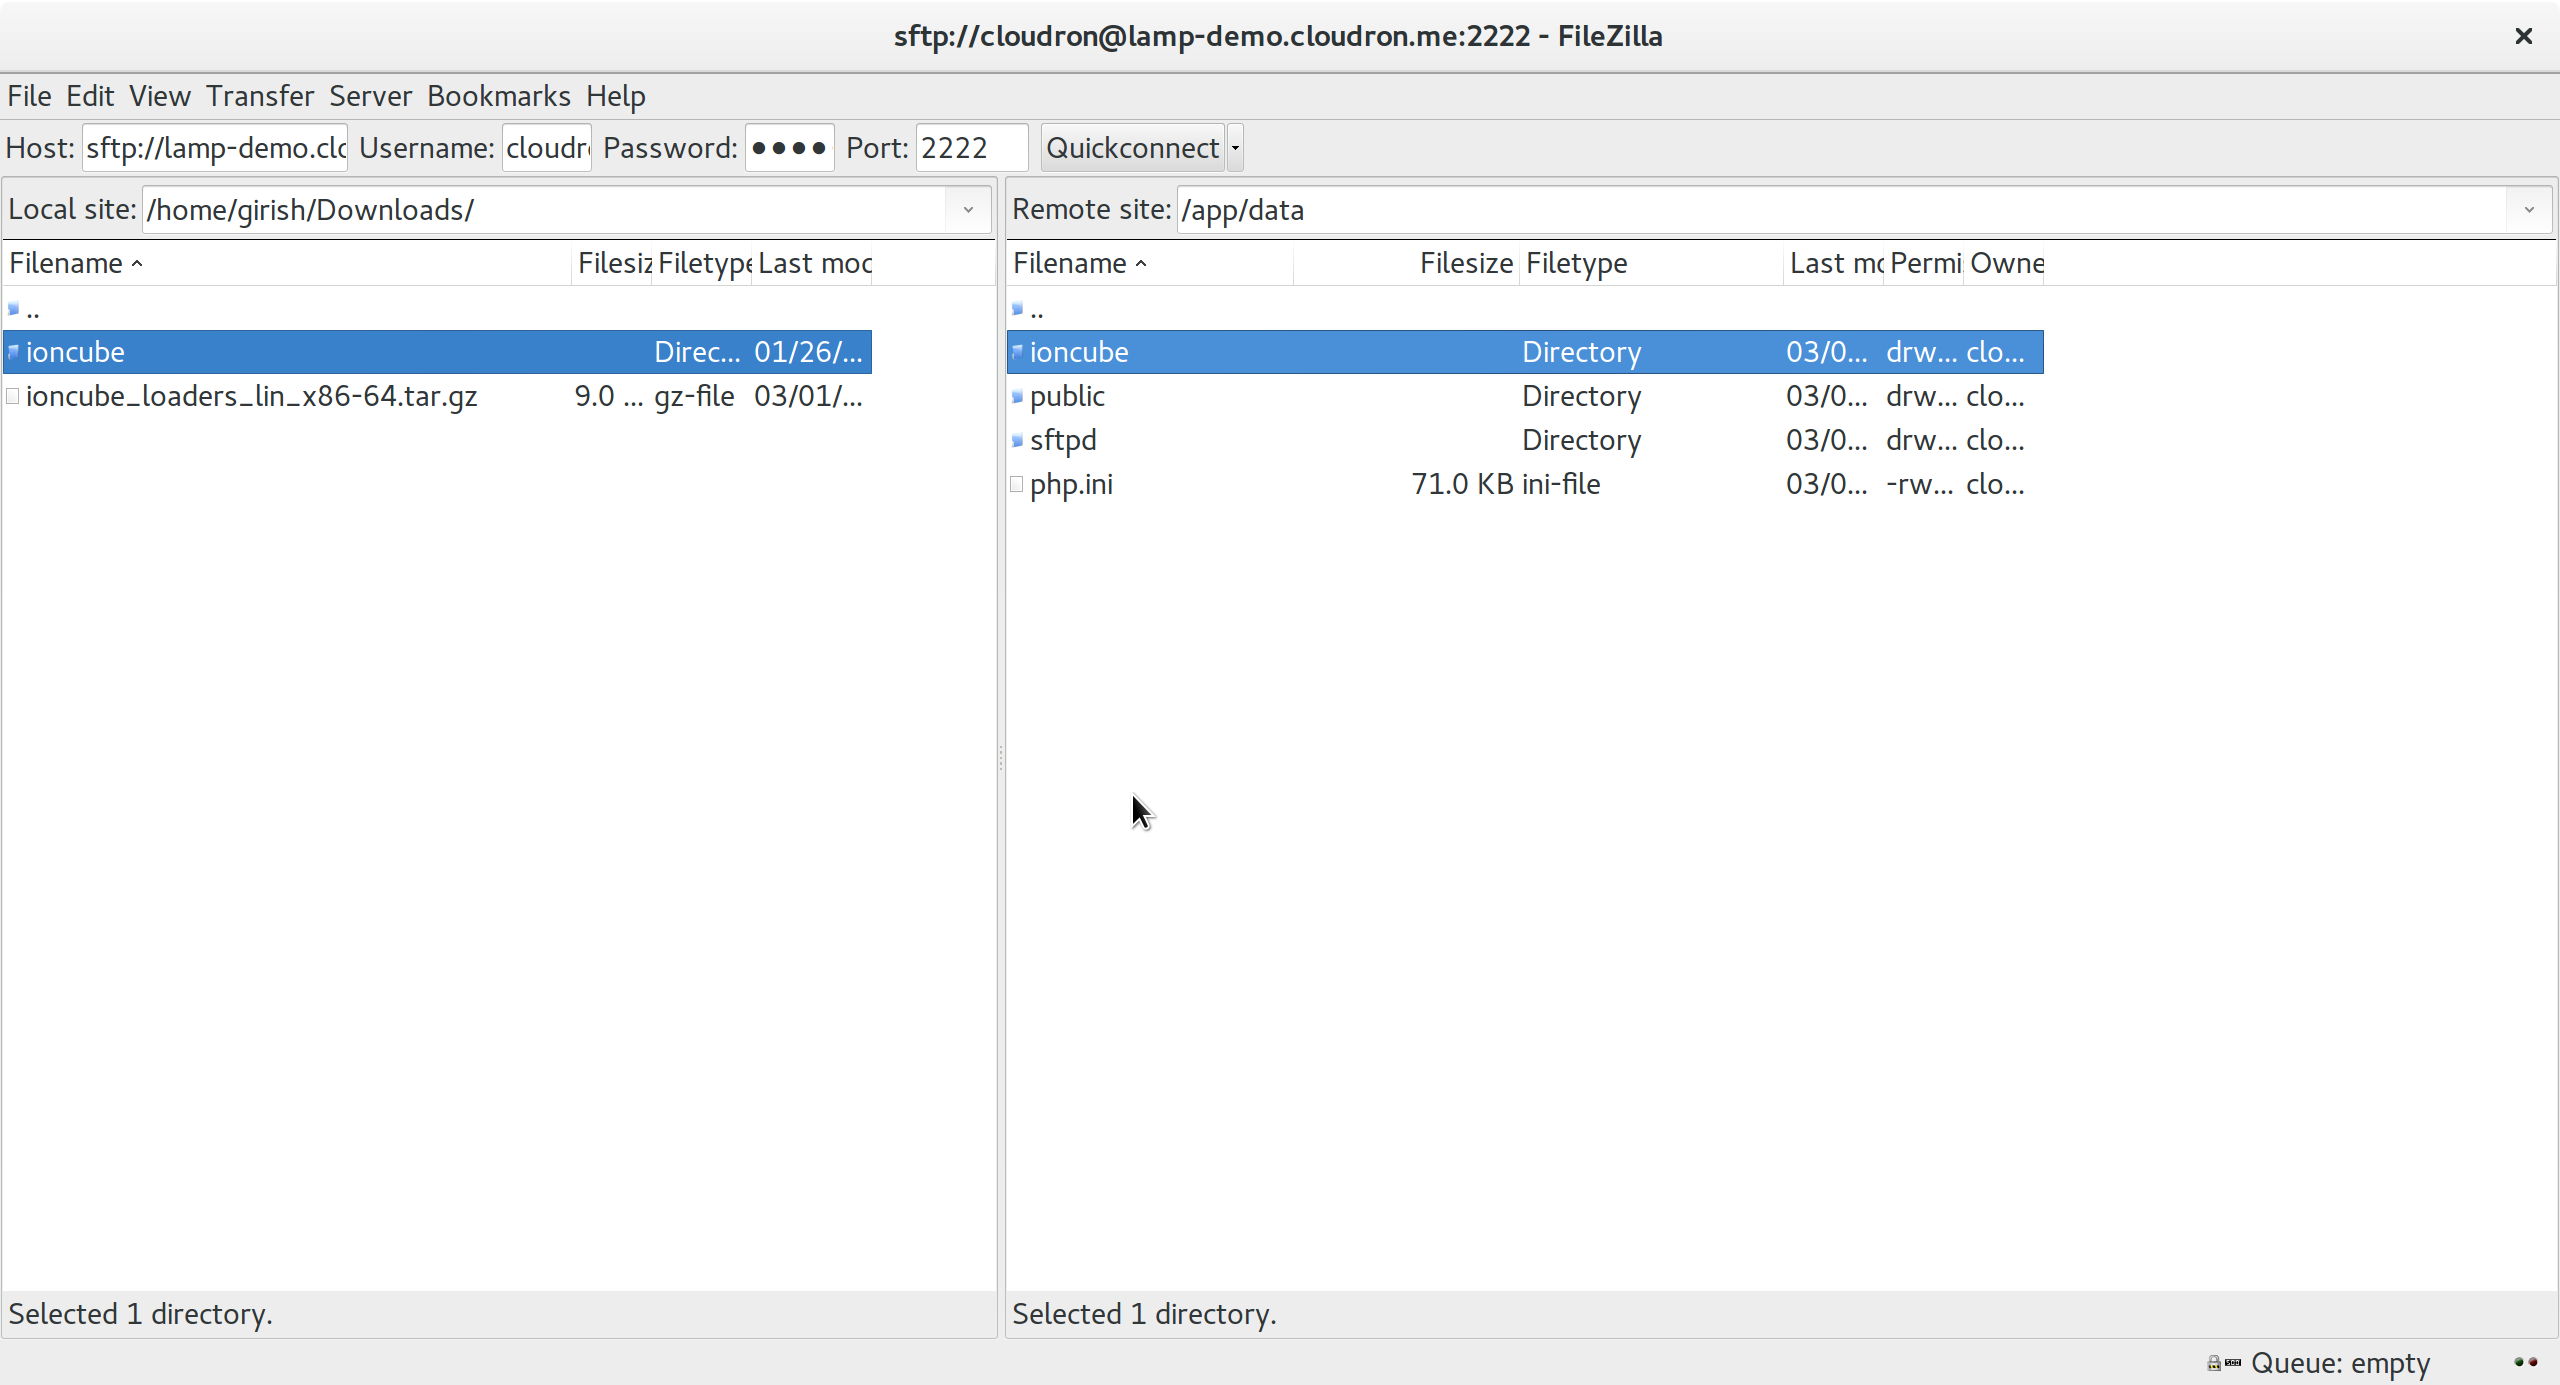 sftp://cloudron@lamp-demo.cloudron.me:2222 - FileZilla
File Edit View Transfer Server Bookmarks Help
Host: sftp://lamp-demo.clo Username: cloudr Password: ●●●● Port: 2222 Quickconnect
Local site: /home/girish/Downloads/
Filename Filesiz Filetype Last mod
..
ioncube Direc... 01/26/...
ioncube_loaders_lin_x86-64.tar.gz 9.0 ... gz-file 03/01/...
Selected 1 directory.
Remote site: /app/data
Filename Filesize Filetype Last mo Permi Owne
..
ioncube Directory 03/0... drw... clo...
public Directory 03/0... drw... clo...
sftpd Directory 03/0... drw... clo...
php.ini 71.0 KB ini-file 03/0... -rw... clo...
Selected 1 directory.
Queue: empty